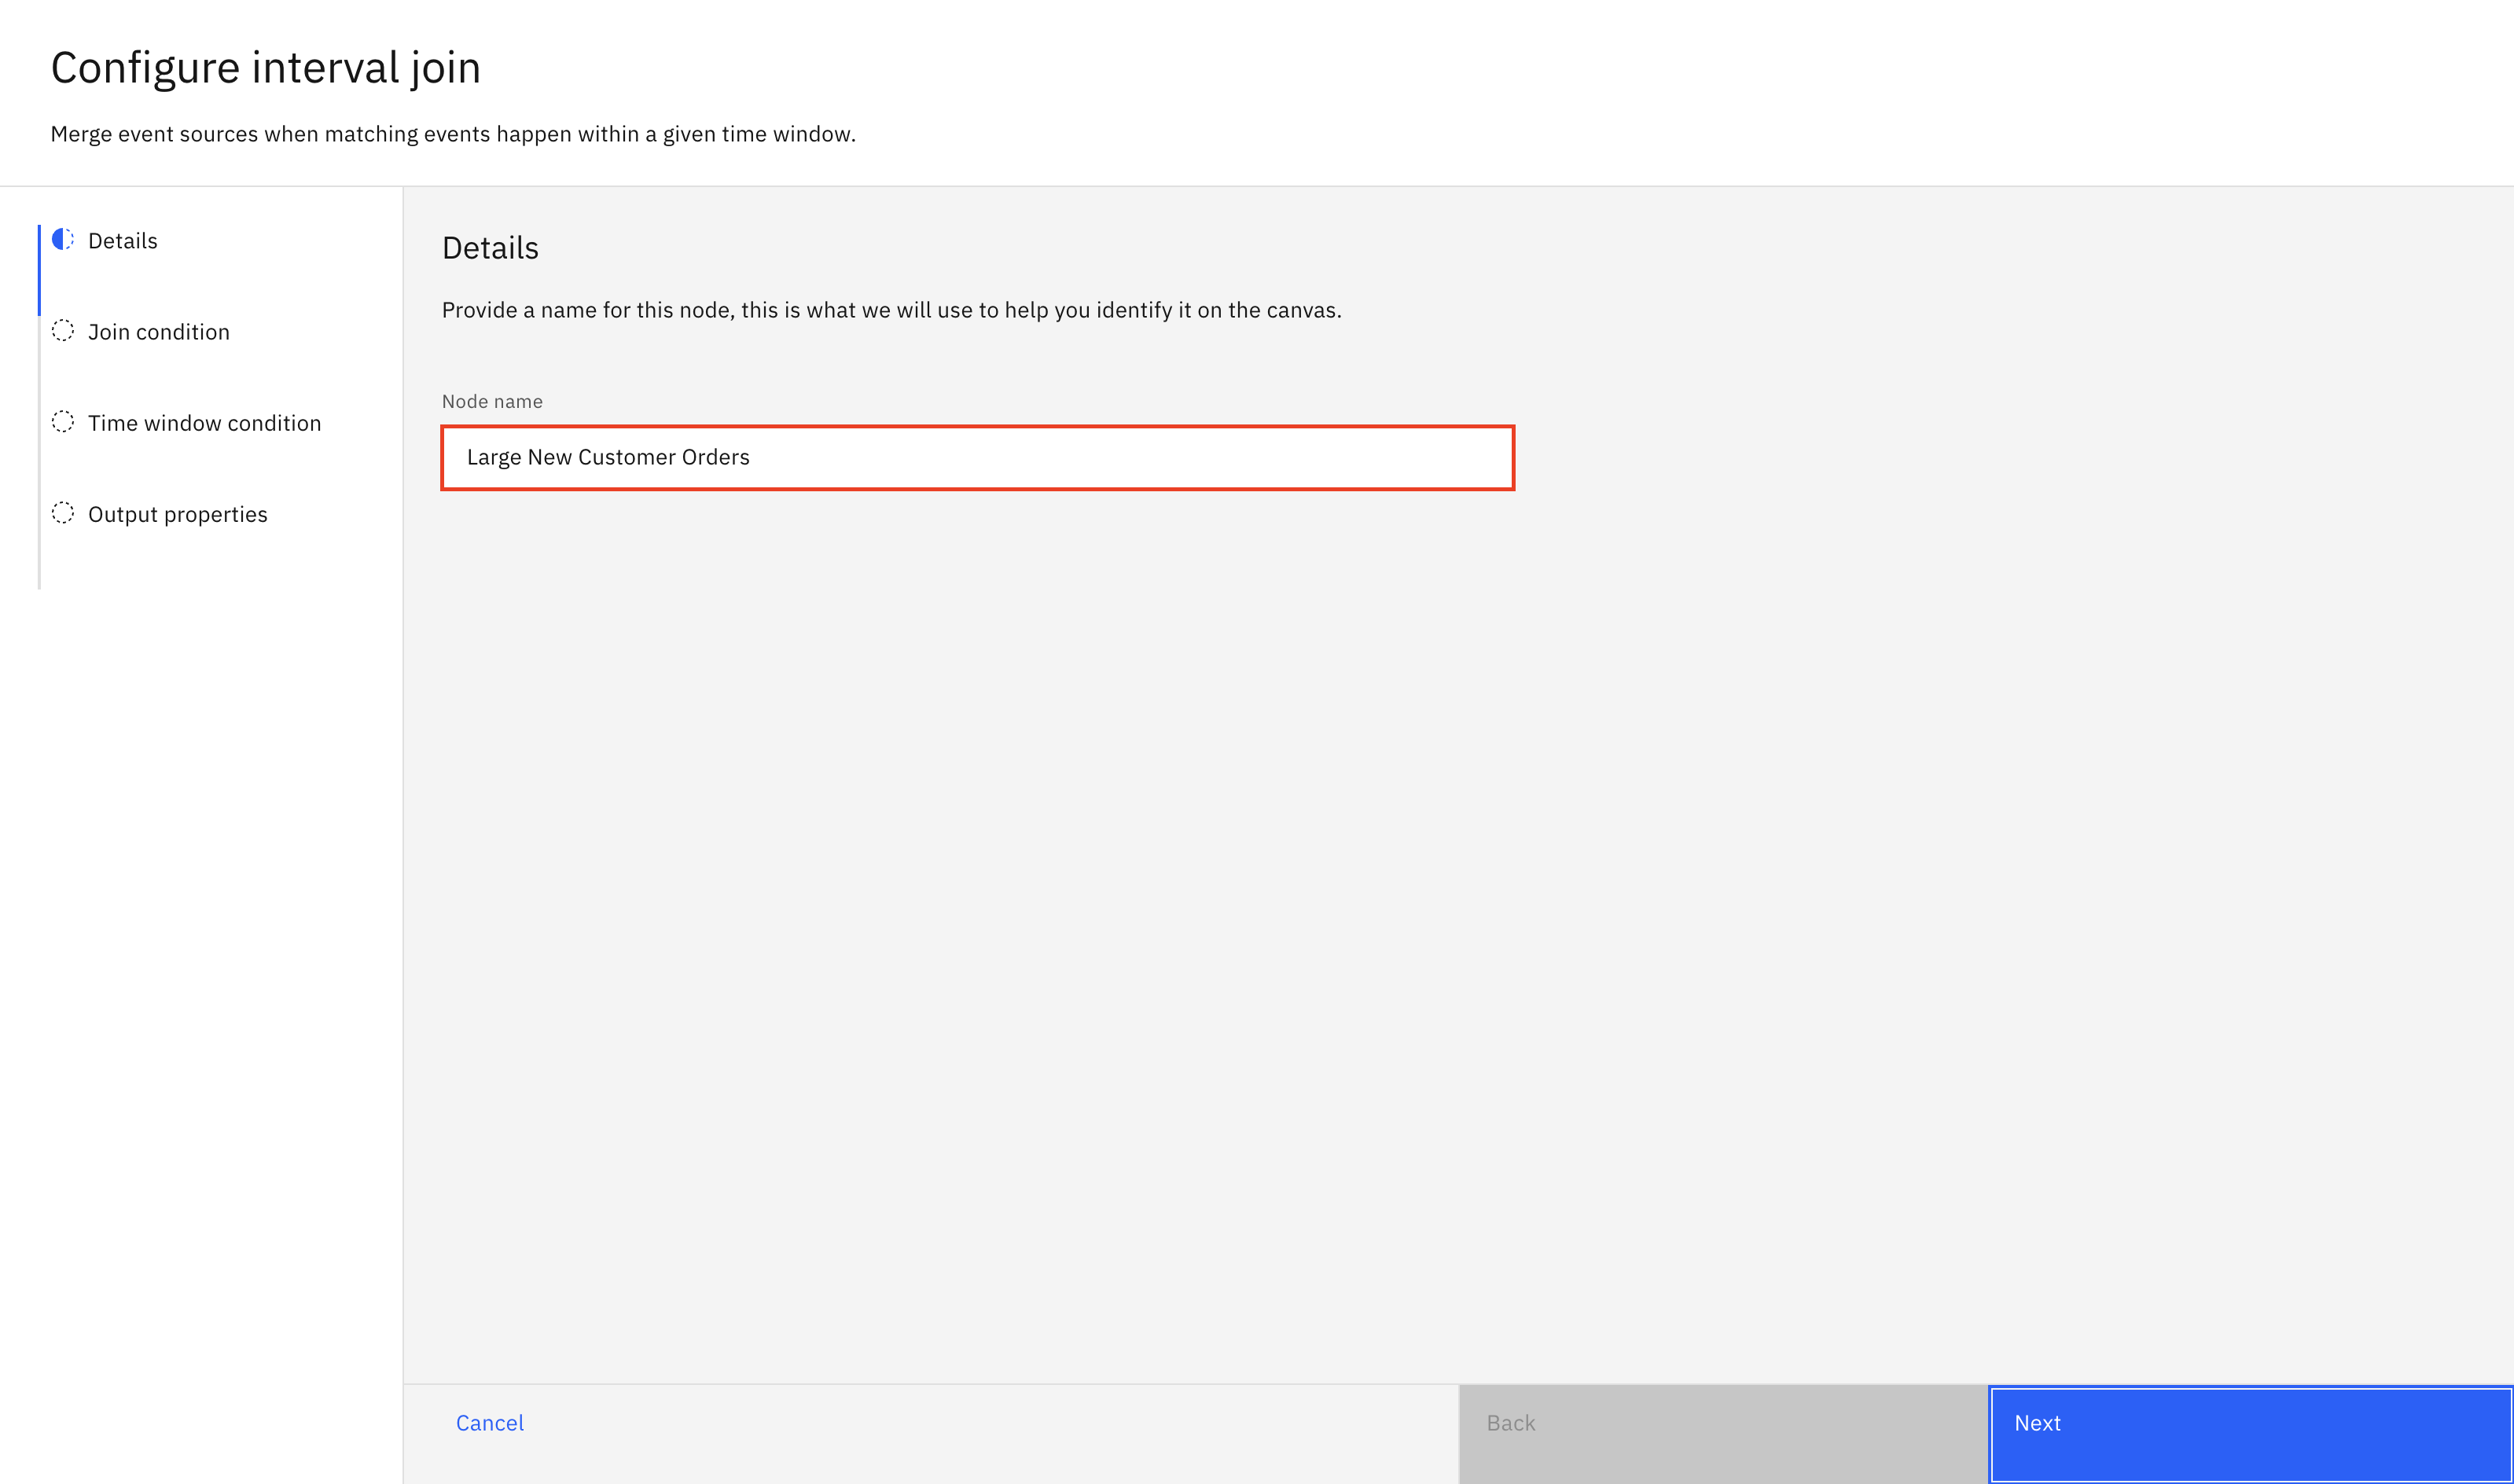 Configure interval join
Merge event sources when matching events happen within a given time window.
Details
Join condition
Time window condition
Output properties
Details
Provide a name for this node, this is what we will use to help you identify it on the canvas.
Node name
Large New Customer Orders
Cancel
Back
Next